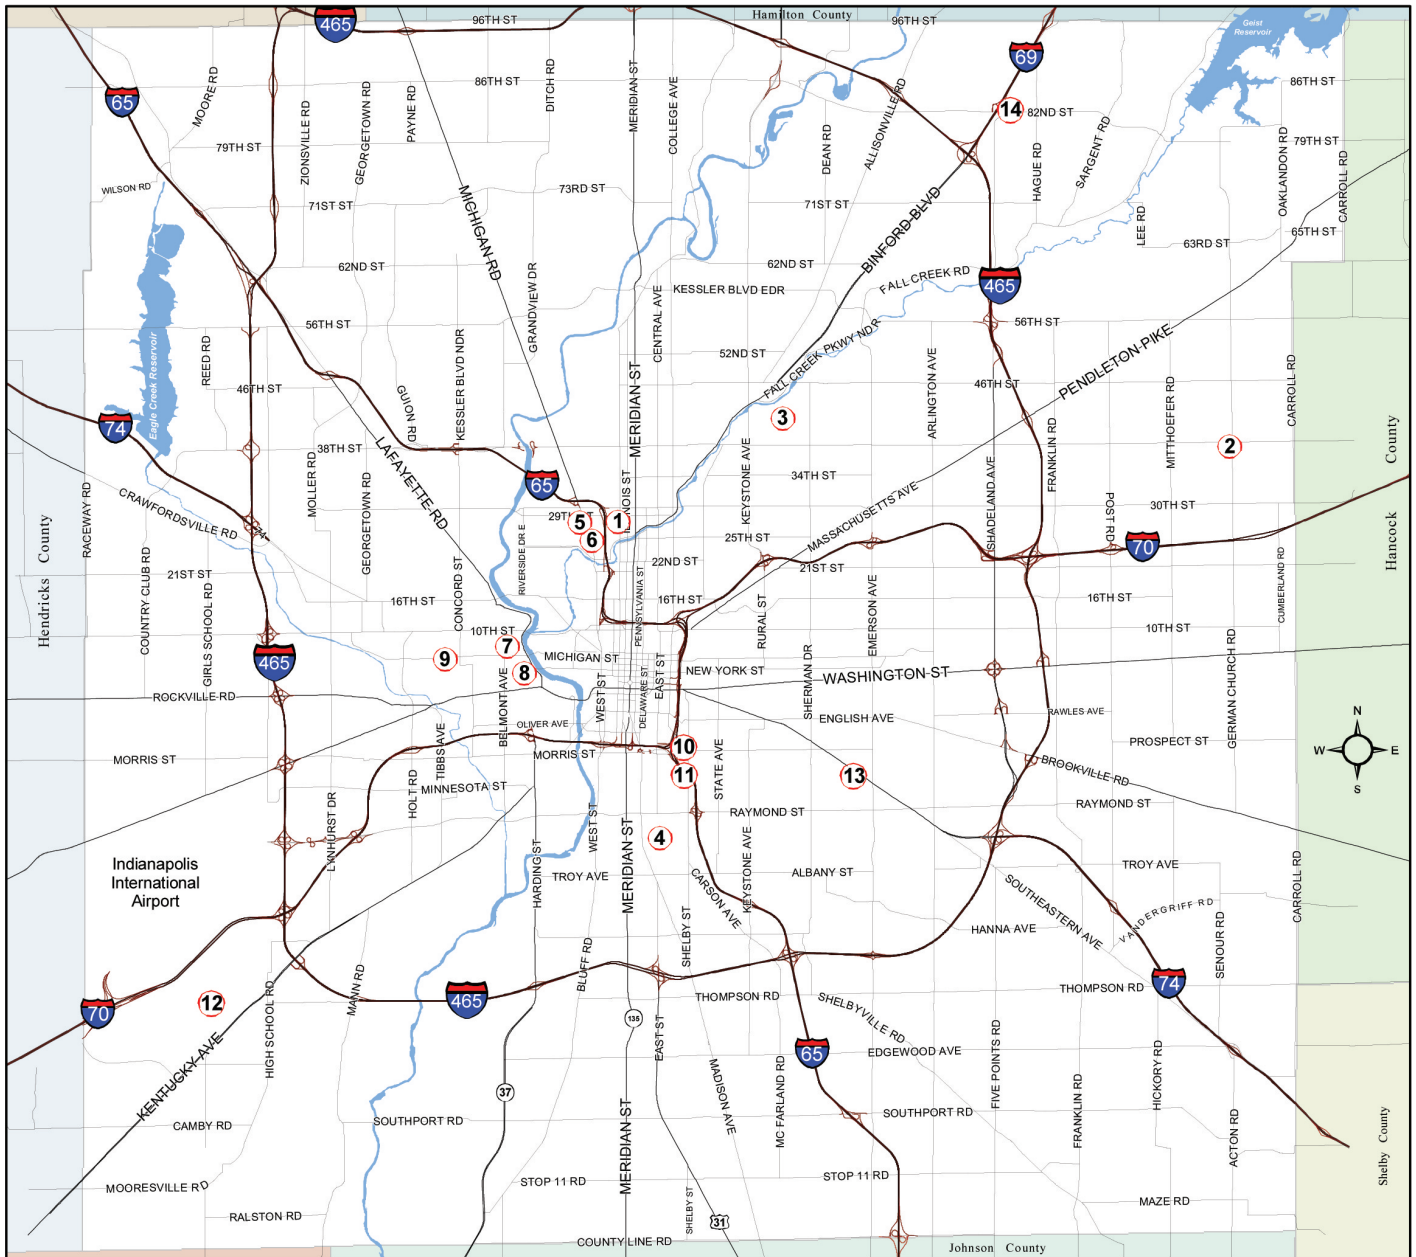 Hamilton County
Geist
Reservoir
465
96TH ST
96TH ST
69
86TH ST
86TH ST
65
MOORE RD
ZIONSVILLE RD
GEORGETOWN RD
PAYNE RD
DITCH RD
MERIDIAN ST
COLLEGE AVE
DEAN RD
ALLISONVILLE RD
14
82ND ST
79TH ST
79TH ST
HAGUE RD
SARGENT RD
OAKLANDON RD
CARROLL RD
WILSON RD
73RD ST
71ST ST
71ST ST
MICHIGAN RD
BINFORD BLVD
LEE RD
65TH ST
63RD ST
62ND ST
62ND ST
GRANDVIEW DR
KESSLER BLVD EDR
FALL CREEK RD
465
CENTRAL AVE
56TH ST
56TH ST
Eagle Creek Reservoir
REED RD
52ND ST
FALL CREEK PKWY ND R
PENDLETON PIKE
46TH ST
46TH ST
GUION RD
KESSLER BLVD NDR
MERIDIAN ST
ARLINGTON AVE
CARROLL RD
3
74
38TH ST
LAFAYETTE RD
MOLLER RD
GEORGETOWN RD
KEYSTONE AVE
FRANKLIN RD
MITTHOEFER RD
2
County
Hancock
65
34TH ST
MASSACHUSETTS AVE
SHADELAND AVE
POST RD
30TH ST
RACEWAY RD
CRAWFORDSVILLE RD
74
29TH ST
5
1
6
ILLINOIS ST
25TH ST
70
Hendricks County
COUNTRY CLUB RD
GIRLS SCHOOL RD
21ST ST
CONCORD ST
RIVERSIDE DR E
22ND ST
21ST ST
PENNSYLVANIA ST
CUMBERLAND RD
16TH ST
16TH ST
16TH ST
RURAL ST
EMERSON AVE
10TH ST
10TH ST
7
9
8
465
MICHIGAN ST
NEW YORK ST
WASHINGTON ST
GERMAN CHURCH RD
ROCKVILLE RD
BELMONT AVE
WEST ST
DELAWARE ST
EAST ST
SHERMAN DR
OLIVER AVE
ENGLISH AVE
RAWLES AVE
N
W
E
S
MORRIS ST
MORRIS ST
TIBBS AVE
10
11
STATE AVE
13
PROSPECT ST
BROOKVILLE RD
HOLT RD
MINNESOTA ST
LYNHURST DR
WEST ST
RAYMOND ST
RAYMOND ST
4
Indianapolis
International
Airport
HARDING ST
MERIDIAN ST
TROY AVE
CARSON AVE
KEYSTONE AVE
ALBANY ST
TROY AVE
SOUTHEASTERN AVE
VANDERGRIFF RD
CARROLL RD
HANNA AVE
SENOUR RD
SHELBY ST
BLUFF RD
70
12
MANN RD
HIGH SCHOOL RD
465
THOMPSON RD
THOMPSON RD
74
KENTUCKY AVE
135
EAST ST
SHELBYVILLE RD
65
EDGEWOOD AVE
37
MADISON AVE
MC FARLAND RD
FIVE POINTS RD
FRANKLIN RD
HICKORY RD
ACTON RD
CAMBY RD
SOUTHPORT RD
SOUTHPORT RD
MERIDIAN ST
MOORESVILLE RD
STOP 11 RD
STOP 11 RD
SHELBY ST
31
MAZE RD
RALSTON RD
COUNTY LINE RD
Johnson County
Shelby County